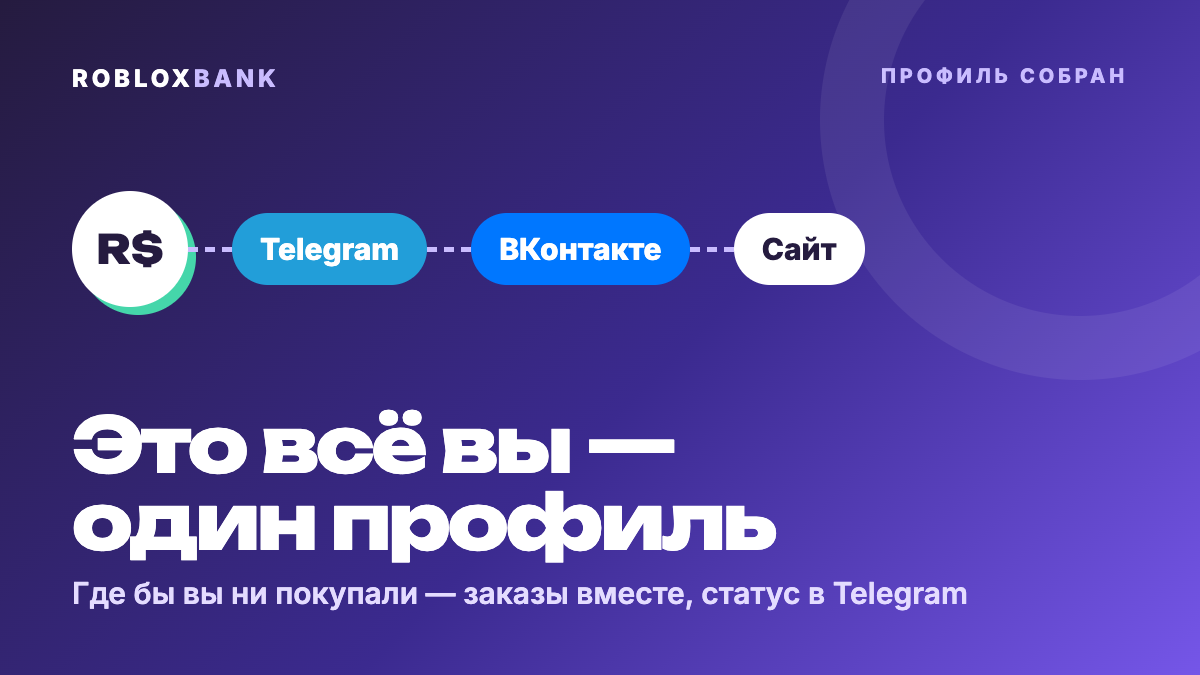 ROBLOXBANK
ПРОФИЛЬ СОБРАН
R$
Telegram
ВКонтакте
Сайт
Это всё вы —
один профиль
Где бы вы ни покупали — заказы вместе, статус в Telegram